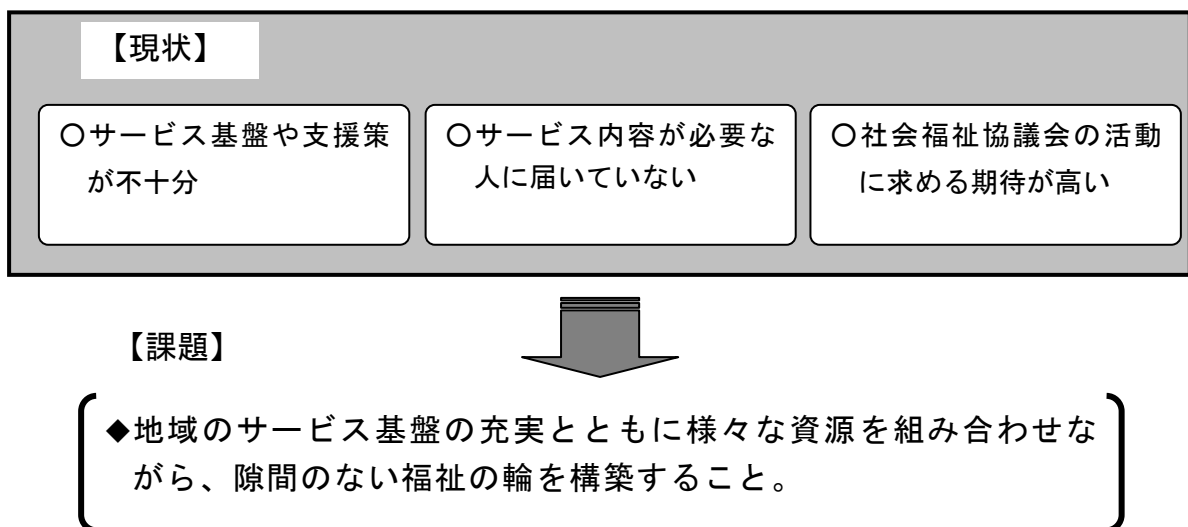 【現状】
〇サービス基盤や支援策
が不十分
〇サービス内容が必要な
人に届いていない
〇社会福祉協議会の活動
に求める期待が高い
【課題】
◆地域のサービス基盤の充実とともに様々な資源を組み合わせな
がら、隙間のない福祉の輪を構築すること。